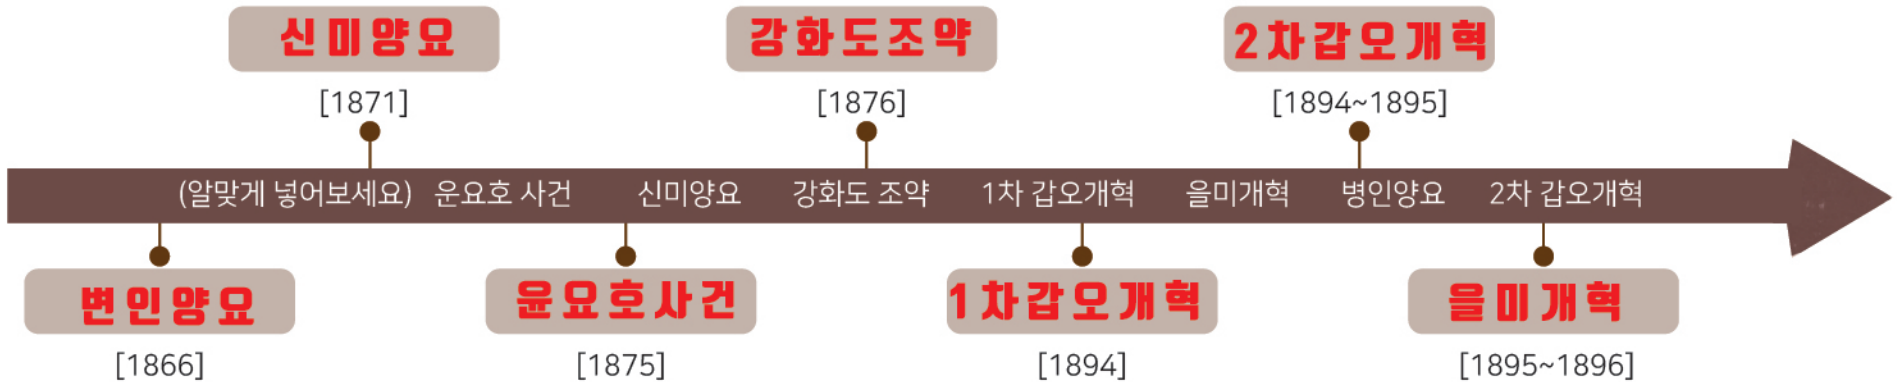 신미양요
강화도조약
2차갑오개혁
[1871]
[1876]
[1894~1895]
(알맞게 넣어보세요) 운요호 사건 신미양요 강화도 조약 1차 갑오개혁 을미개혁 병인양요 2차 갑오개혁
변인양요
윤요호사건
1차갑오개혁
을미개혁
[1866]
[1875]
[1894]
[1895~1896]